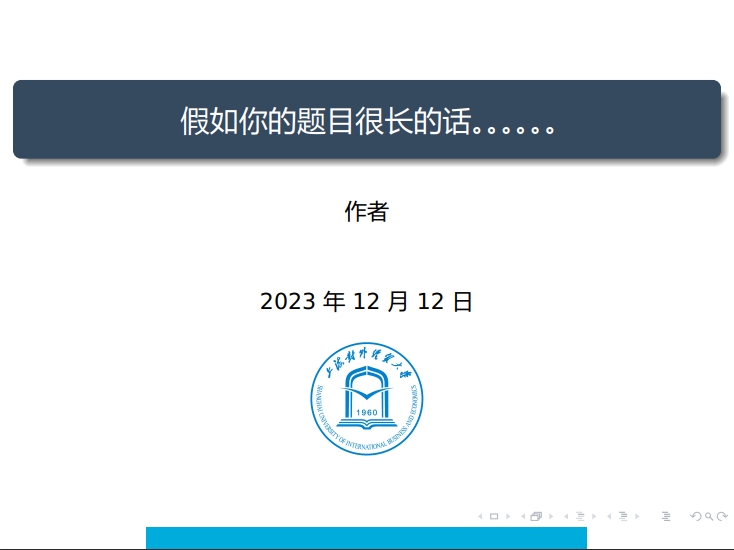 假如你的题目很长的话。。。。。。
作者
2023 年 12 月 12 日
上海对外经贸大学
1960
SHANGHAI UNIVERSITY OF INTERNATIONAL BUSINESS AND ECONOMICS